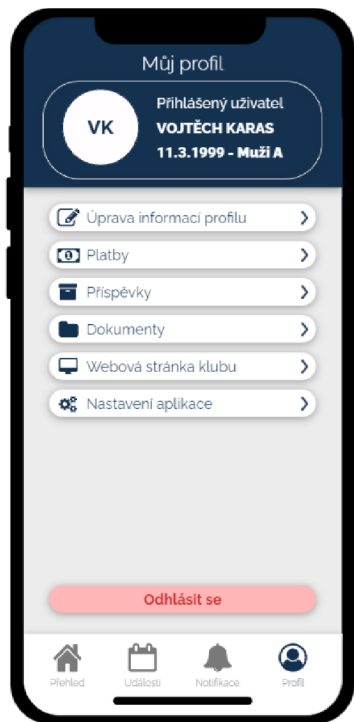 Můj profil
VK
Přihlášený uživatel
VOJTĚCH KARAS
11.3.1999 - Muži A
Úprava informací profilu
Platby
Příspěvky
Dokumenty
Webová stránka klubu
Nastavení aplikace
Odhlásit se
Přehled
Události
Notifikace
Profil